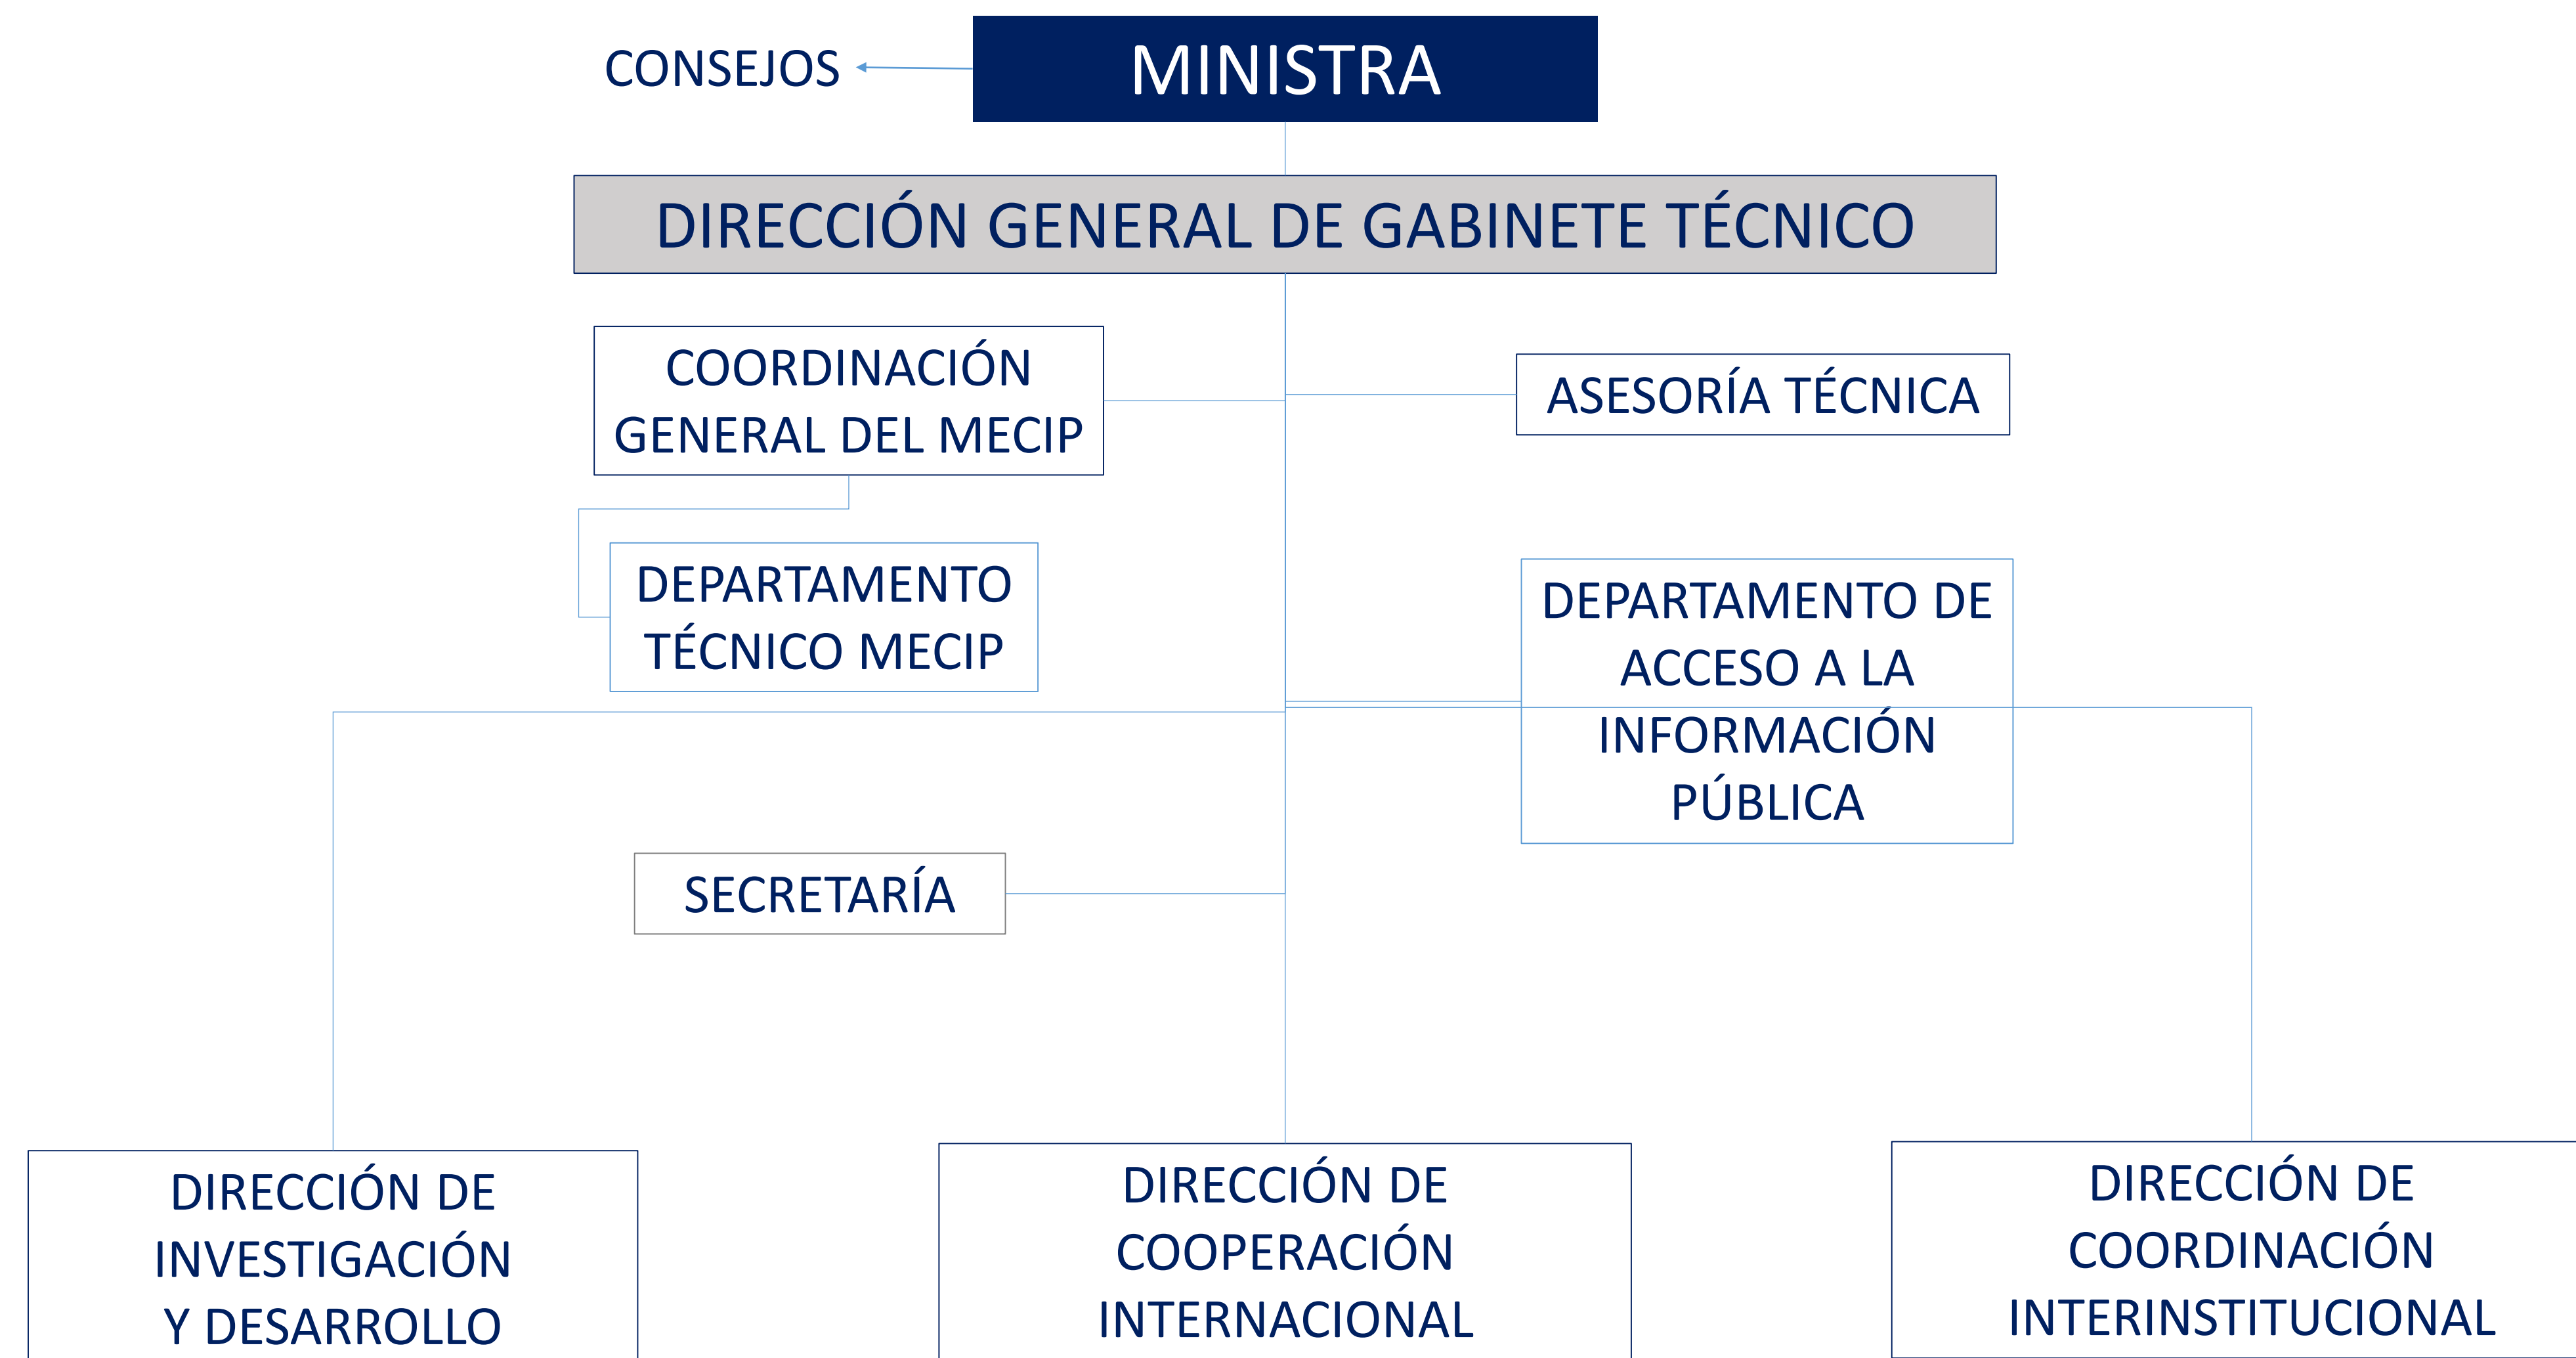 CONSEJOS
MINISTRA
DIRECCIÓN GENERAL DE GABINETE TÉCNICO
COORDINACIÓN
GENERAL DEL MECIP
ASESORÍA TÉCNICA
DEPARTAMENTO
TÉCNICO MECIP
DEPARTAMENTO DE
ACCESO A LA
INFORMACIÓN
PÚBLICA
SECRETARÍA
DIRECCIÓN DE
INVESTIGACIÓN
Y DESARROLLO
DIRECCIÓN DE
COOPERACIÓN
INTERNACIONAL
DIRECCIÓN DE
COORDINACIÓN
INTERINSTITUCIONAL